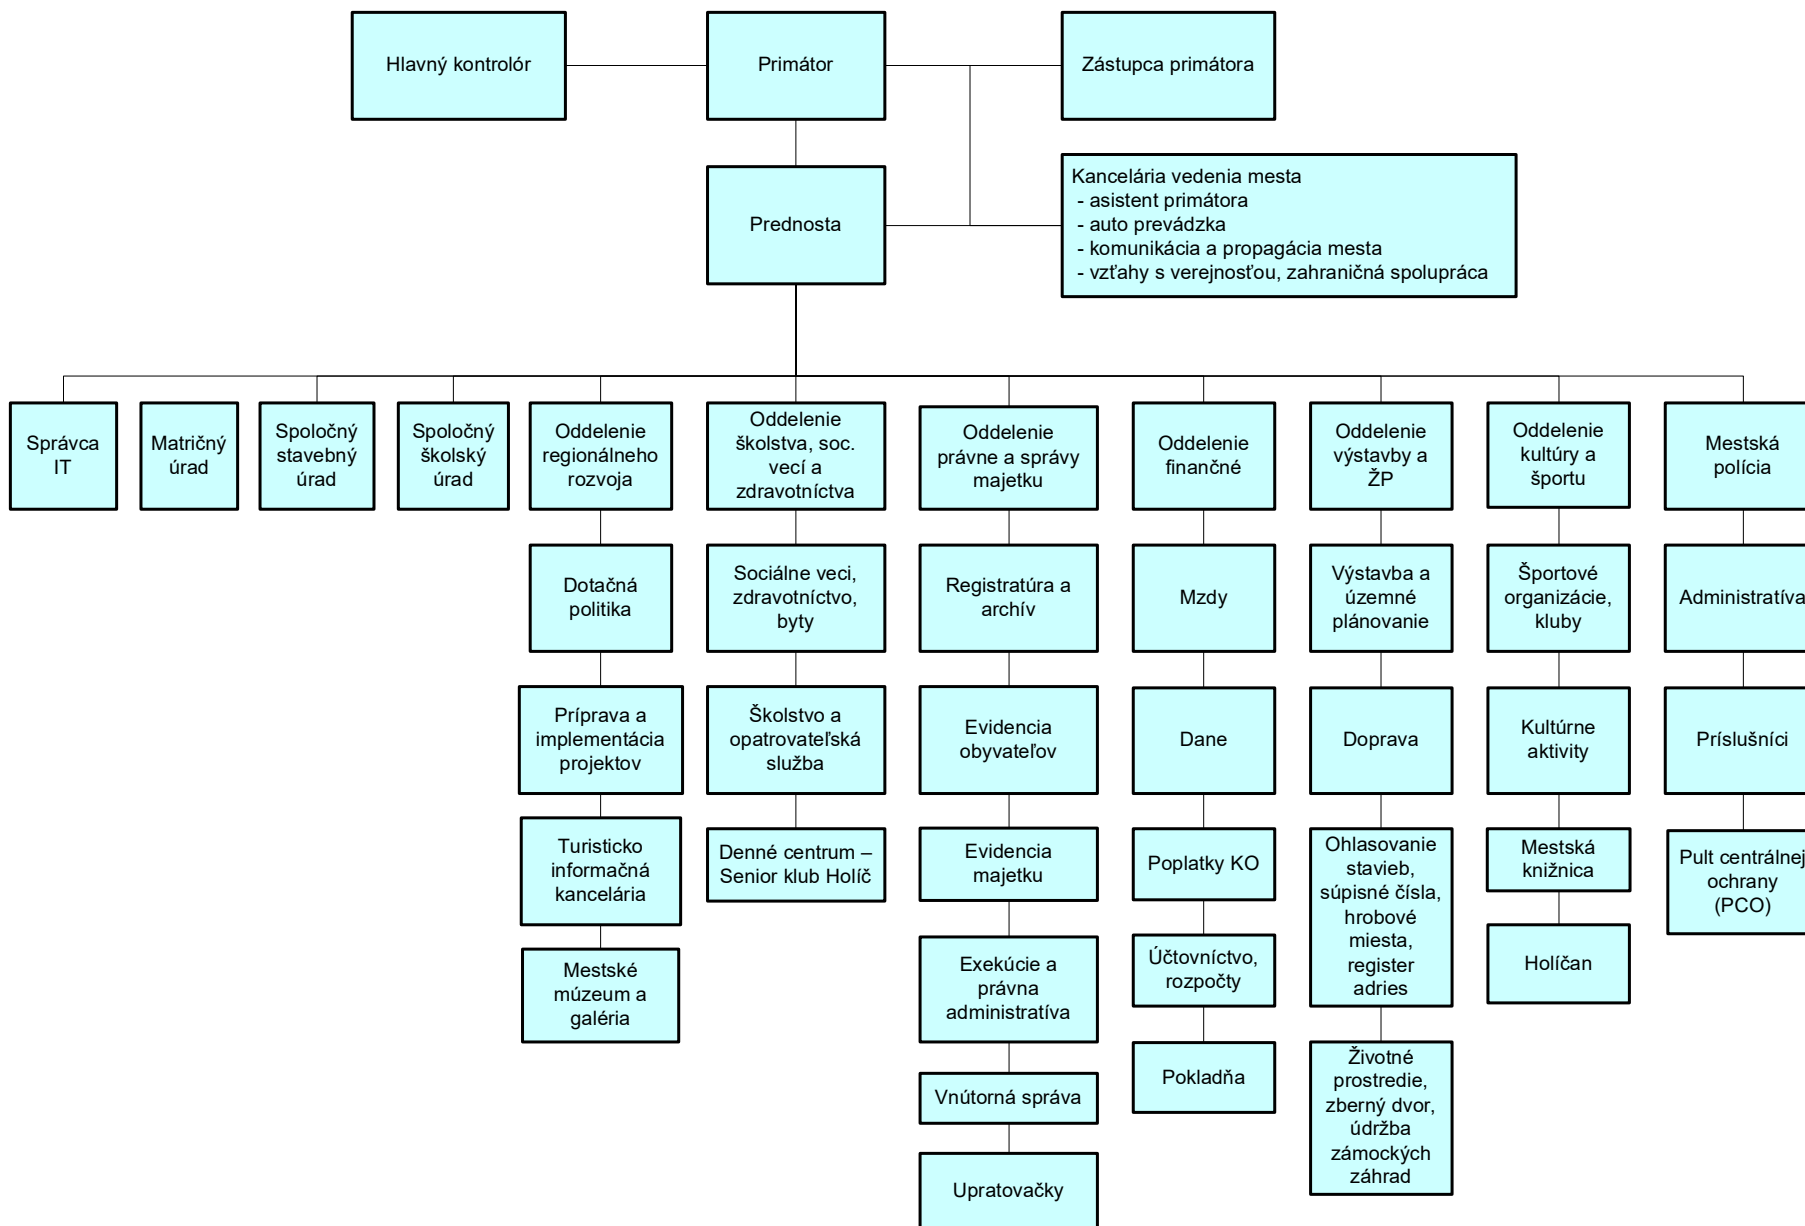 Hlavný kontrolór
Primátor
Zástupca primátora
Prednosta
Kancelária vedenia mesta
- asistent primátora
- auto prevádzka
- komunikácia a propagácia mesta
- vzťahy s verejnosťou, zahraničná spolupráca
Správca
IT
Matričný
úrad
Spoločný
stavebný
úrad
Spoločný
školský
úrad
Oddelenie
regionálneho
rozvoja
Oddelenie
školstva, soc.
vecí a
zdravotníctva
Oddelenie
právne a správy
majetku
Oddelenie
finančné
Oddelenie
výstavby a
ŽP
Oddelenie
kultúry a
športu
Mestská
polícia
Dotačná
politika
Sociálne veci,
zdravotníctvo,
byty
Registratúra a
archív
Mzdy
Výstavba a
územné
plánovanie
Športové
organizácie,
kluby
Administratíva
Príprava a
implementácia
projektov
Školstvo a
opatrovateľská
služba
Evidencia
obyvateľov
Dane
Doprava
Kultúrne
aktivity
Príslušníci
Turisticko
informačná
kancelária
Denné centrum –
Senior klub Holíč
Evidencia
majetku
Poplatky KO
Ohlasovanie
stavieb,
súpisné čísla,
hrobové
miesta,
register
adries
Mestská
knižnica
Pult centrálnej
ochrany
(PCO)
Mestské
múzeum a
galéria
Exekúcie a
právna
administratíva
Účtovníctvo,
rozpočty
Holíčan
Vnútorná správa
Pokladňa
Životné
prostredie,
zberný dvor,
údržba
zámockých
záhrad
Upratovačky